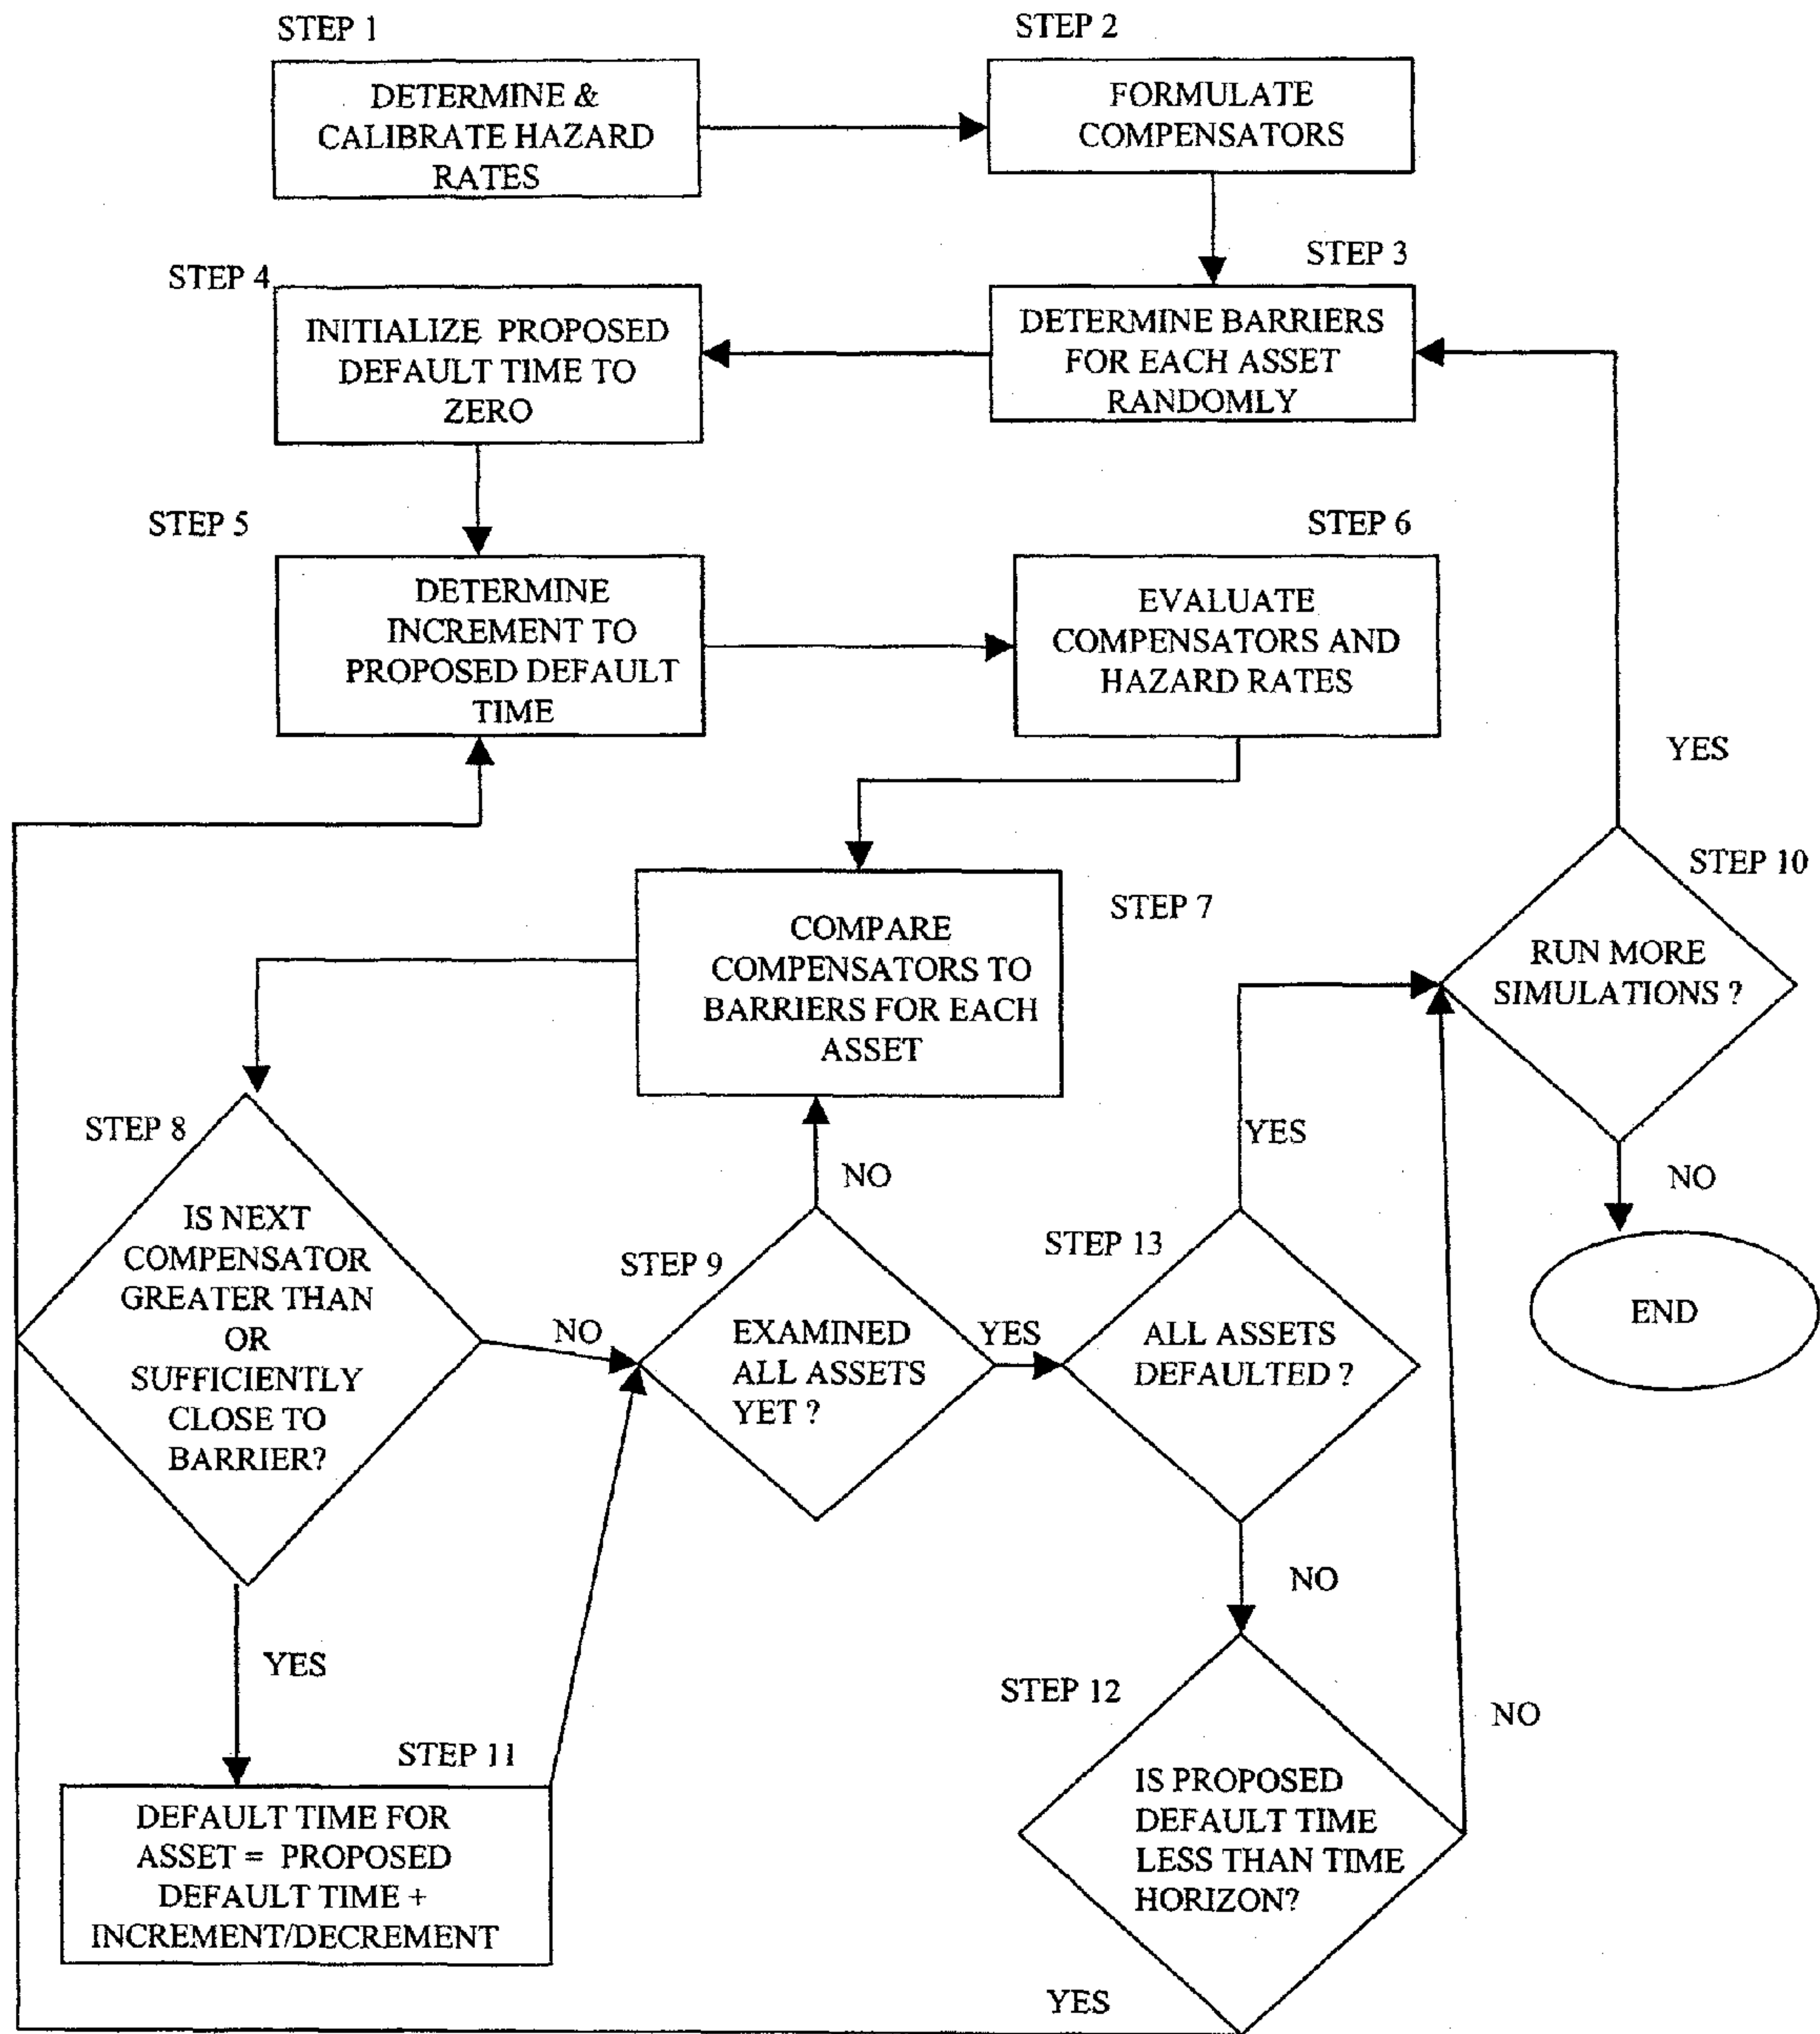 STEP 1
DETERMINE &
CALIBRATE HAZARD
RATES
STEP 2
FORMULATE
COMPENSATORS
STEP 3
DETERMINE BARRIERS
FOR EACH ASSET
RANDOMLY
STEP 4
INITIALIZE PROPOSED
DEFAULT TIME TO
ZERO
STEP 5
DETERMINE
INCREMENT TO
PROPOSED DEFAULT
TIME
STEP 6
EVALUATE
COMPENSATORS AND
HAZARD RATES
YES
STEP 10
RUN MORE
SIMULATIONS ?
NO
END
STEP 7
COMPARE
COMPENSATORS TO
BARRIERS FOR EACH
ASSET
STEP 8
IS NEXT
COMPENSATOR
GREATER THAN
OR
SUFFICIENTLY
CLOSE TO
BARRIER?
NO
YES
STEP 9
NO
EXAMINED
ALL ASSETS
YET ?
YES
STEP 13
YES
ALL ASSETS
DEFAULTED ?
NO
STEP 11
DEFAULT TIME FOR
ASSET = PROPOSED
DEFAULT TIME +
INCREMENT/DECREMENT
STEP 12
IS PROPOSED
DEFAULT TIME
LESS THAN TIME
HORIZON?
NO
YES